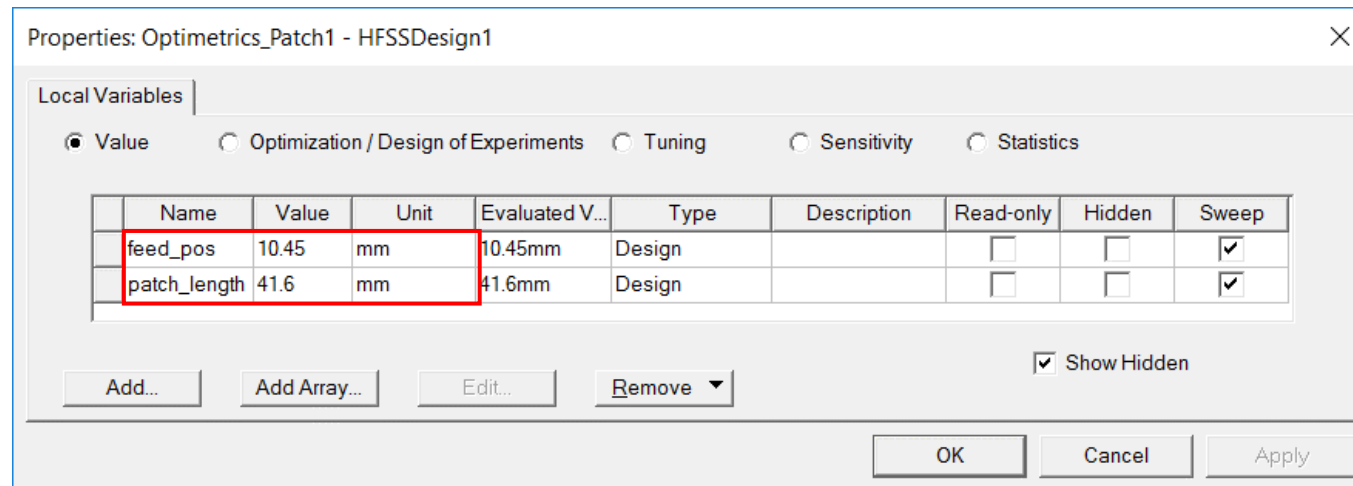 Properties: Optimetrics_Patch1 - HFSSDesign1
Local Variables
Value Optimization / Design of Experiments Tuning Sensitivity Statistics
Name Value Unit Evaluated V... Type Description Read-only Hidden Sweep
feed_pos 10.45 mm 10.45mm Design
patch_length 41.6 mm 41.6mm Design
Show Hidden
Add... Add Array... Edit... Remove
OK Cancel Apply